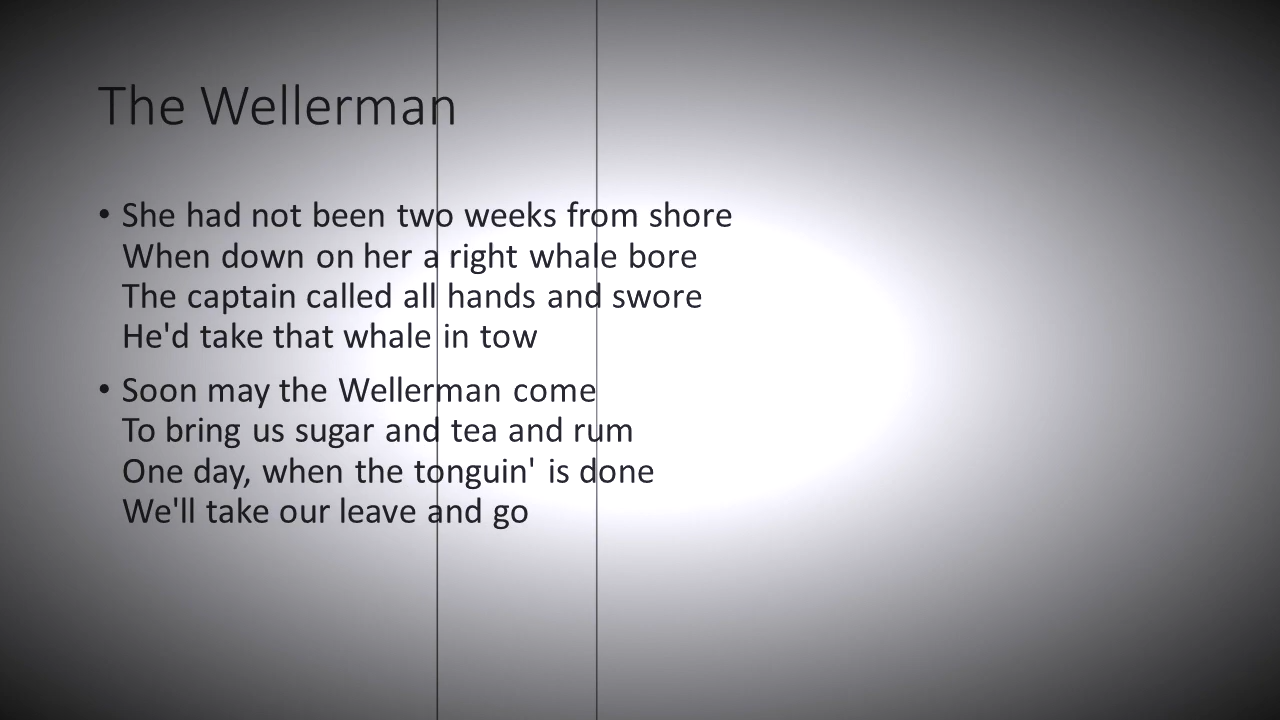 The Wellerman
• She had not been two weeks from shore
When down on her a right whale bore
The captain called all hands and swore
He'd take that whale in tow
• Soon may the Wellerman come
To bring us sugar and tea and rum
One day, when the tonguin' is done
We'll take our leave and go